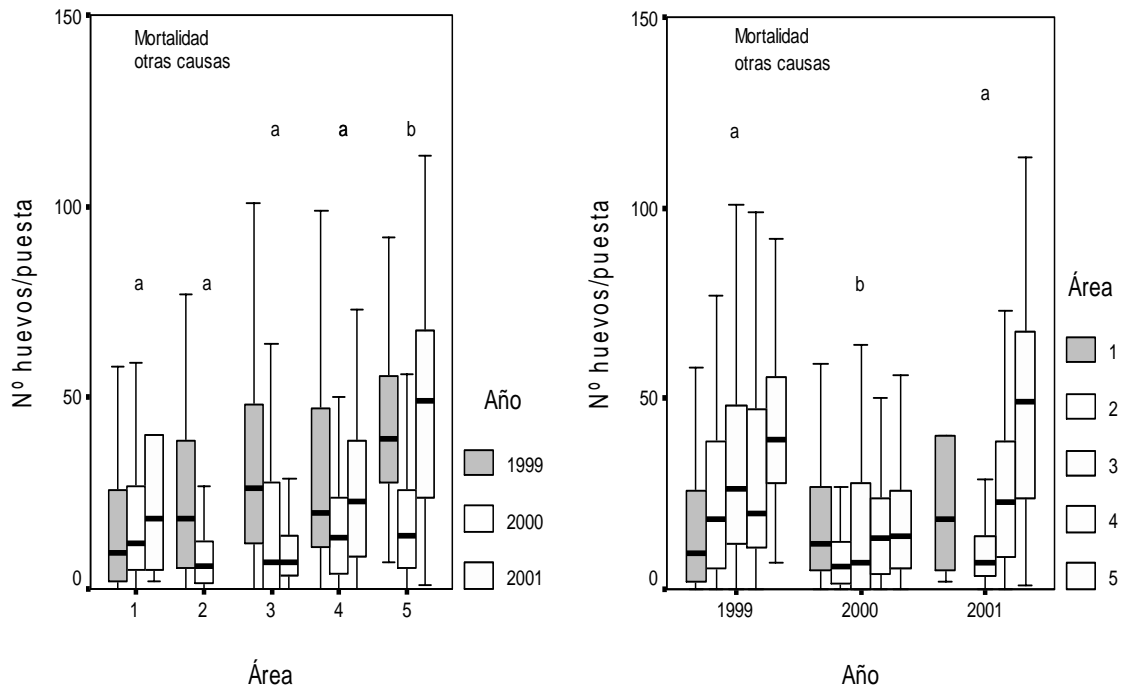 150
Mortalidad
otras causas
a
a
b
100
a
a
50
0
1
2
3
4
5
Nº huevos/puesta
Área
Año
1999
2000
2001
150
Mortalidad
otras causas
a
a
100
b
50
0
1999
2000
2001
Nº huevos/puesta
Año
Área
1
2
3
4
5